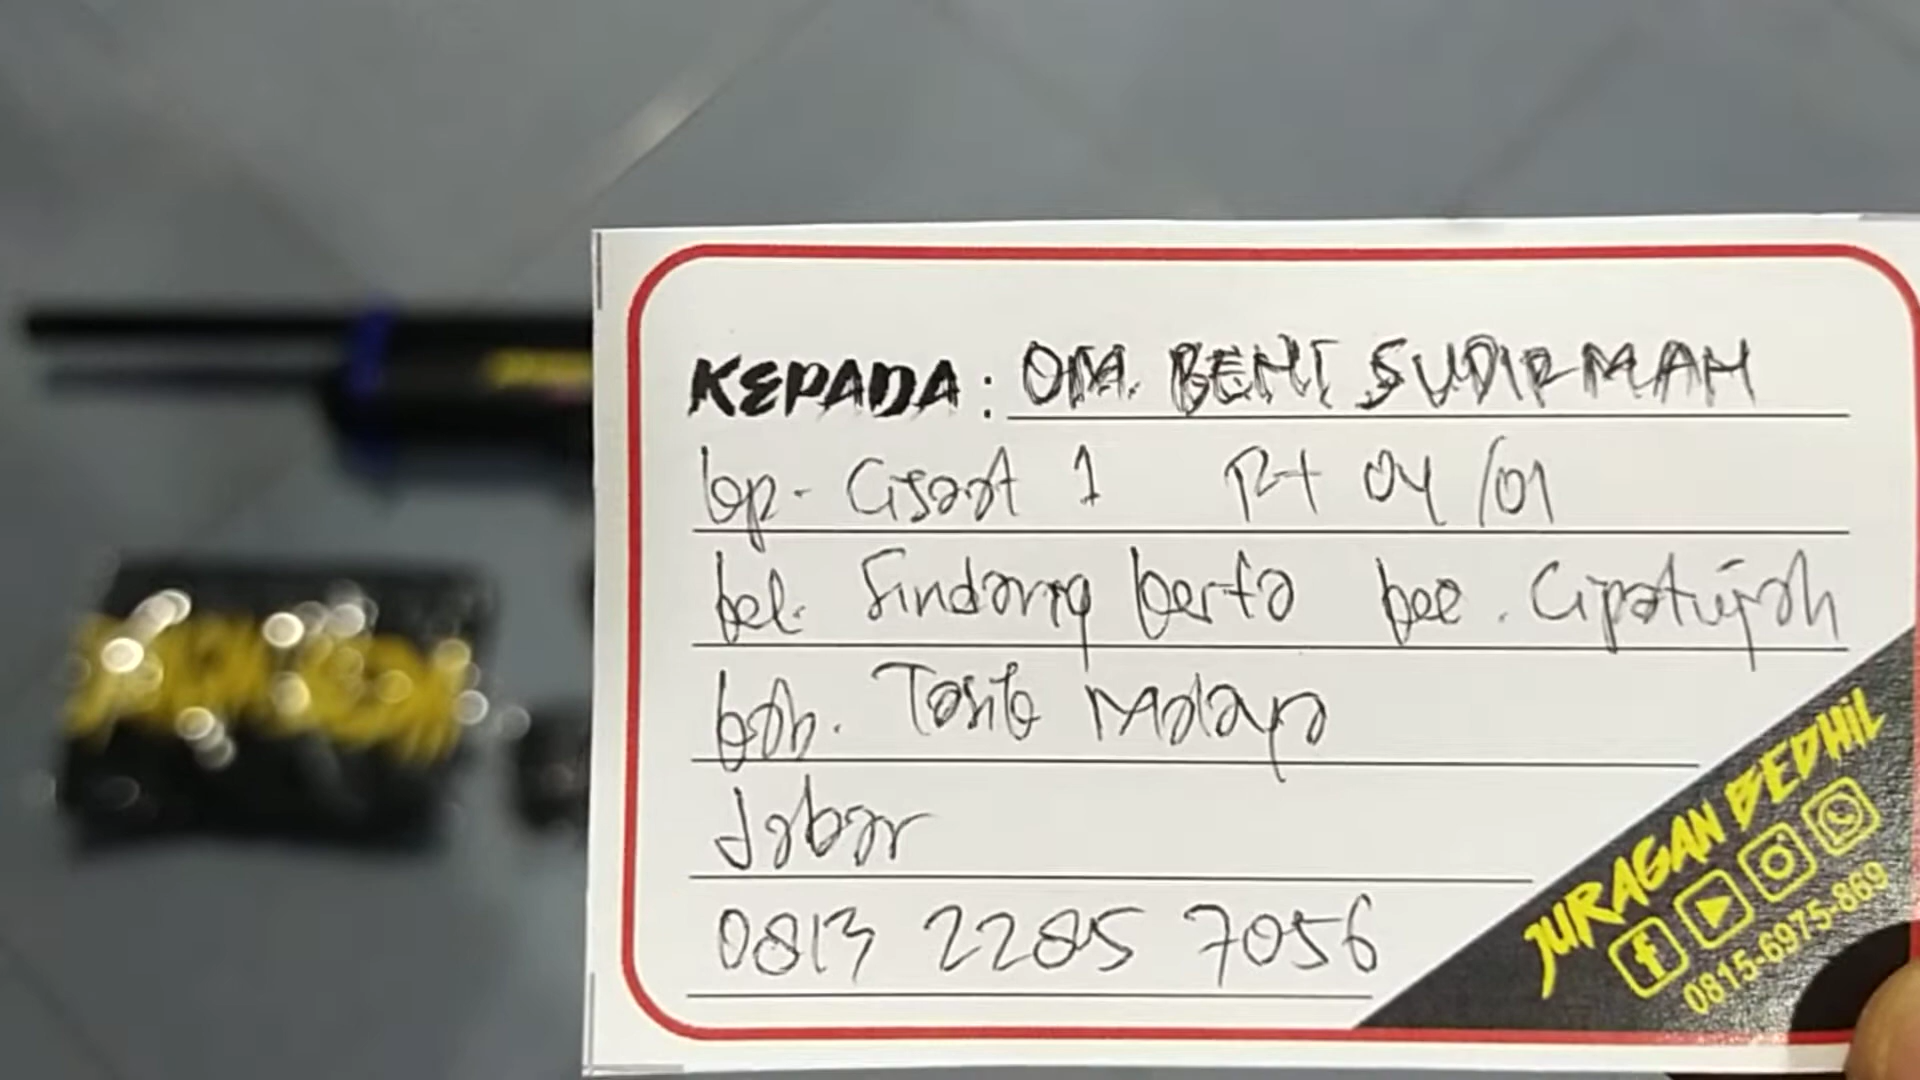 KEPADA: OM. BENI SUDIRMAN
kp. Cisaat 1 Rt 04/01
kel. Sindang kerta kec. Cipatujah
kab. Tasik Malaya
Jabar
0813 2285 7056
JURAGAN BEDHIL
0815-6975-869